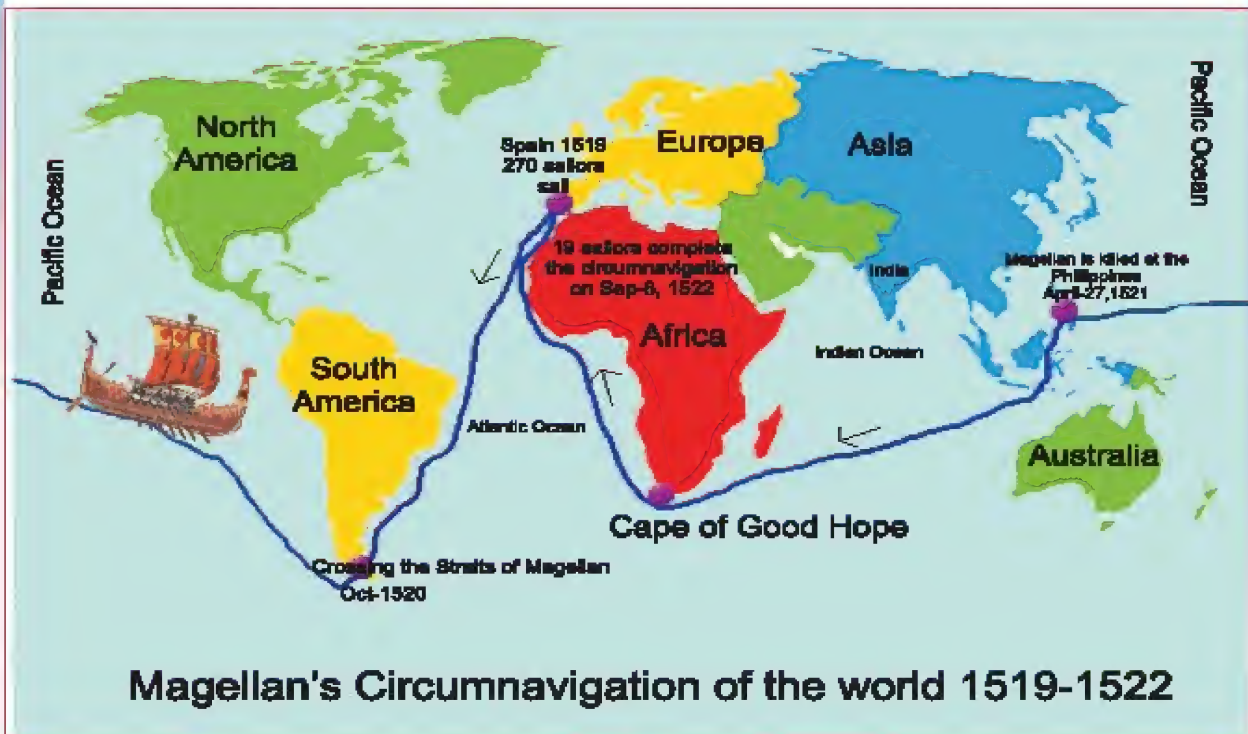 North
America
Pacific Ocean
Spain 1519
270 sailors
sail
Europe
Asia
Pacific Ocean
19 sailors complete
the circumnavigation
on Sep-6, 1522
Africa
India
Magellan is killed at the
Philippines
April-27,1521
Indian Ocean
South
America
Atlantic Ocean
Australia
Cape of Good Hope
Crossing the Straits of Magellan
Oct-1520
Magellan's Circumnavigation of the world 1519-1522